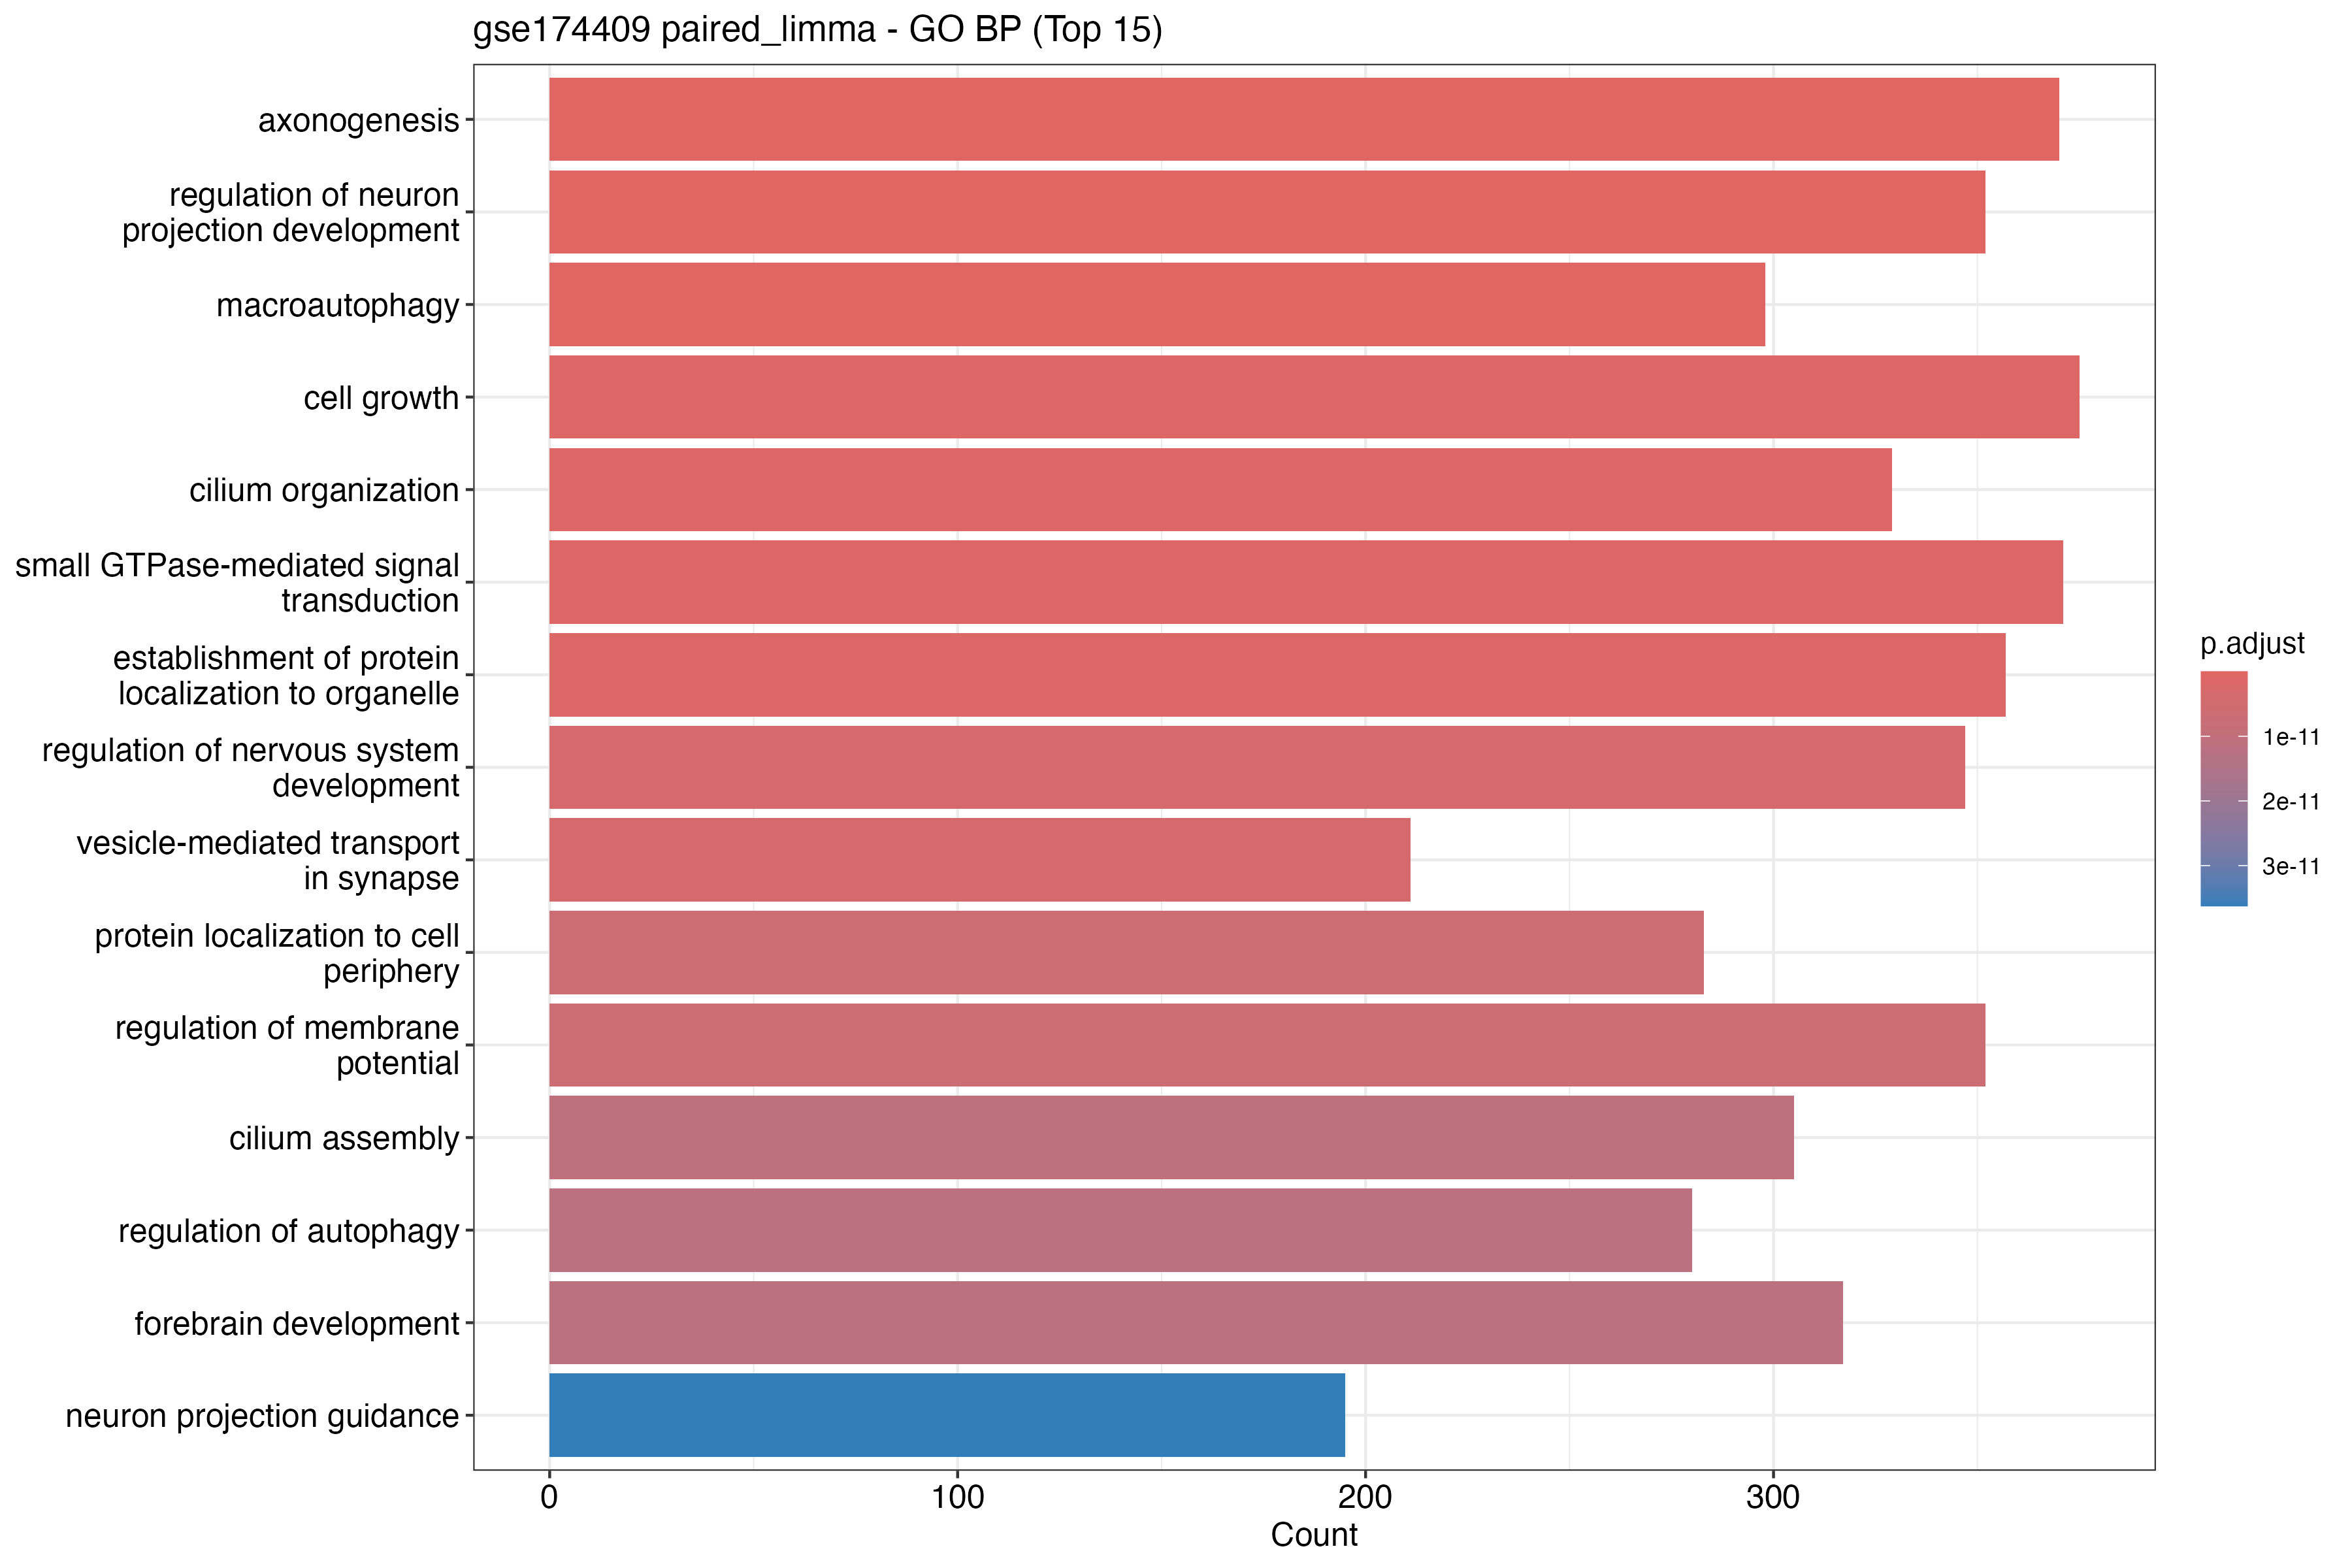 gse174409 paired_limma - GO BP (Top 15)
axonogenesis
regulation of neuron
projection development
macroautophagy
cell growth
cilium organization
small GTPase-mediated signal
transduction
establishment of protein
localization to organelle
regulation of nervous system
development
vesicle-mediated transport
in synapse
protein localization to cell
periphery
regulation of membrane
potential
cilium assembly
regulation of autophagy
forebrain development
neuron projection guidance
0 100 200 300
Count
p.adjust
1e-11
2e-11
3e-11